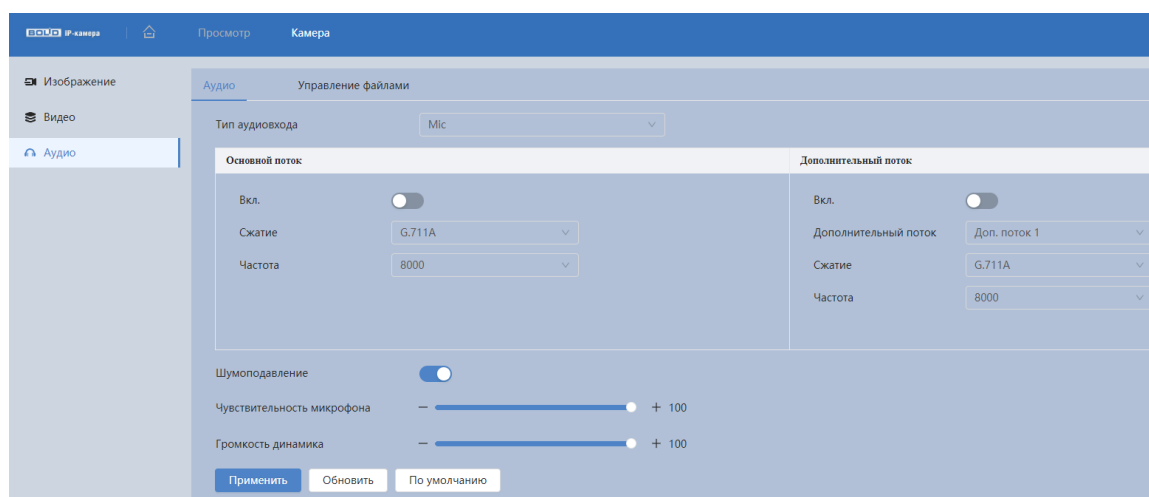 BOLID IP-камера
Просмотр
Камера
Изображение
Видео
Аудио
Аудио
Управление файлами
Тип аудиовхода
Mic
Основной поток
Вкл.
Сжатие
G.711A
Частота
8000
Дополнительный поток
Вкл.
Дополнительный поток
Доп. поток 1
Сжатие
G.711A
Частота
8000
Шумоподавление
Чувствительность микрофона
— + 100
Громкость динамика
— + 100
Применить
Обновить
По умолчанию